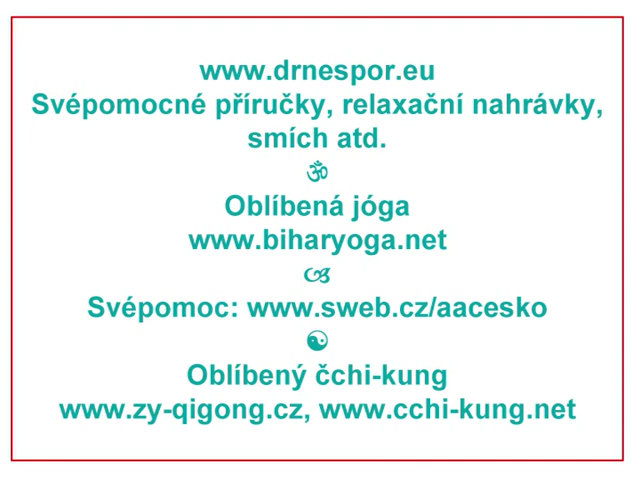 www.drnespor.eu
Svépomocné příručky, relaxační nahrávky,
smích atd.
ॐ
Oblíbená jóga
www.biharyoga.net
Svépomoc: www.sweb.cz/aacesko
☯
Oblíbený čchi-kung
www.zy-qigong.cz, www.cchi-kung.net